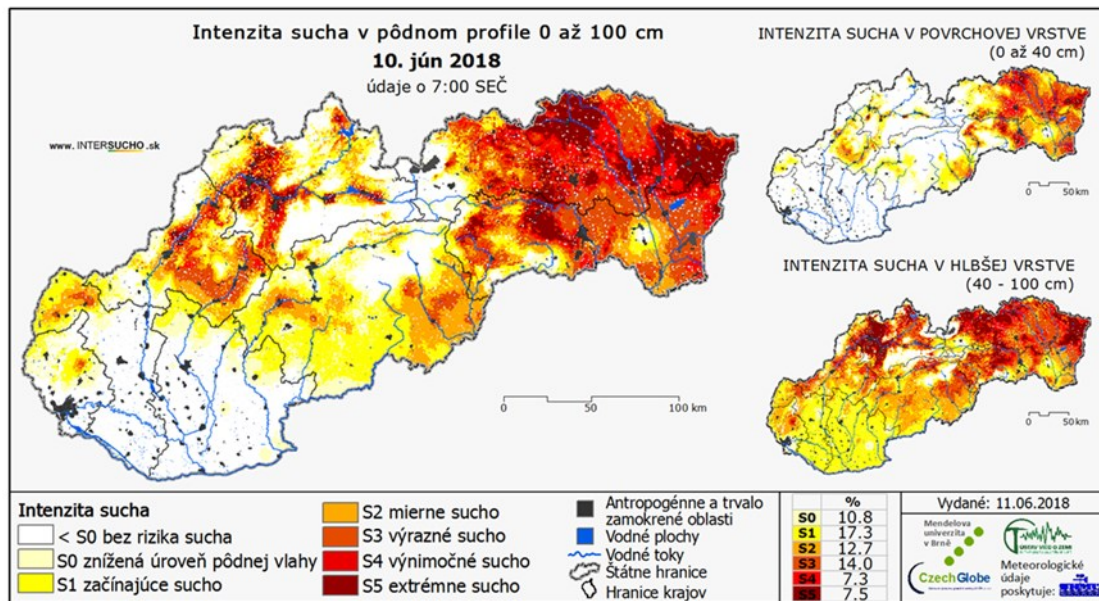 Intenzita sucha v pôdnom profile 0 až 100 cm
10. jún 2018
údaje o 7:00 SEČ
www. INTERSUCHO.sk
0 50 100 km
INTENZITA SUCHA V POVRCHOVEJ VRSTVE
(0 až 40 cm)
0 50 km
INTENZITA SUCHA V HLBŠEJ VRSTVE
(40 - 100 cm)
0 50 km
Intenzita sucha
< S0 bez rizika sucha
S0 znížená úroveň pôdnej vlahy
S1 začínajúce sucho
S2 mierne sucho
S3 výrazné sucho
S4 výnimočné sucho
S5 extrémne sucho
Antropogénne a trvalo
zamokrené oblasti
Vodné plochy
Vodné toky
Štátne hranice
Hranice krajov
%
S0 10.8
S1 17.3
S2 12.7
S3 14.0
S4 7.3
S5 7.5
Vydané: 11.06.2018
Mendelova
univerzita
v Brně
CzechGlobe
Meteorologické
údaje
poskytuje: